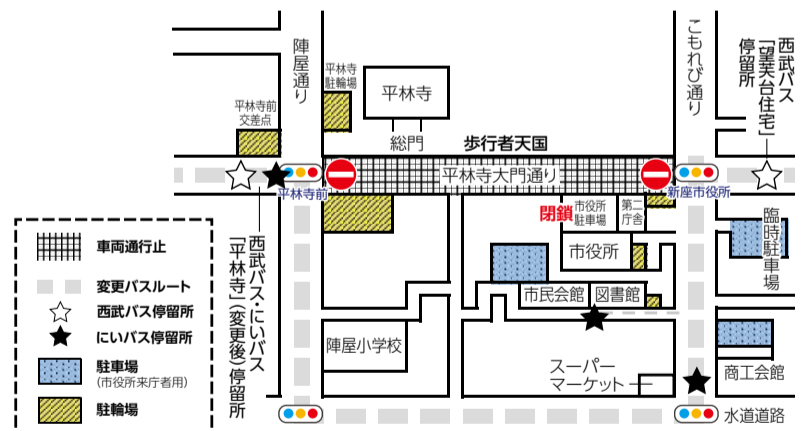 陣屋通り
平林寺
駐輪場
平林寺
総門
平林寺前
交差点
歩行者天国
平林寺大門通り
こもれび通り
西武バス
「望芙台住宅」
停留所
平林寺前
新座市役所
閉鎖
市役所
駐車場
第二
庁舎
市役所
臨時駐車場
市民会館
図書館
陣屋小学校
スーパー
マーケット
商工会館
水道道路
西武バス・にいバス
「平林寺」(変更後)停留所
車両通行止
変更バスルート
西武バス停留所
にいバス停留所
駐車場
(市役所来庁者用)
駐輪場